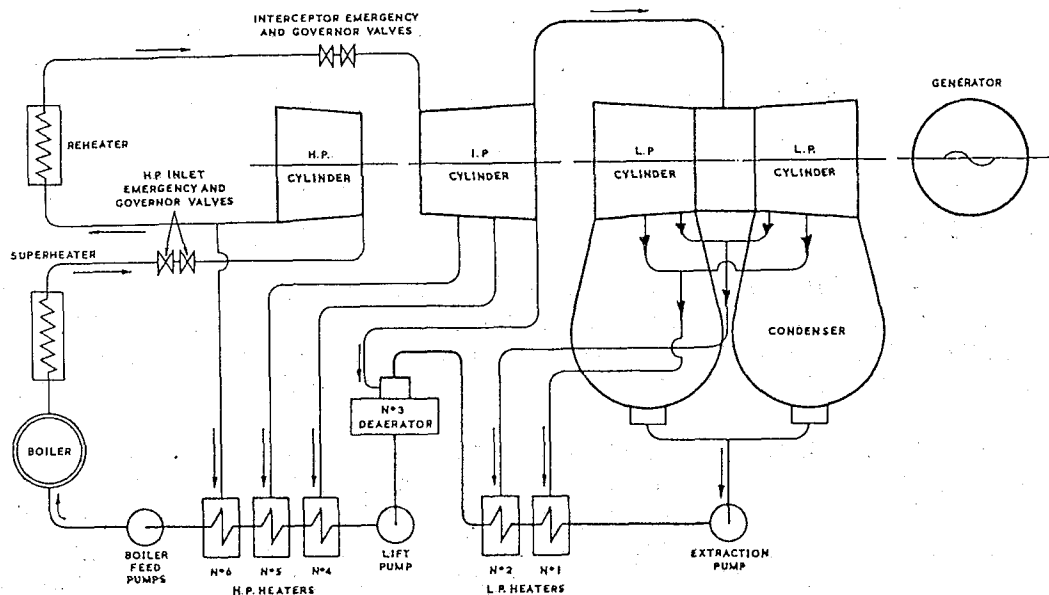 INTERCEPTOR EMERGENCY
AND GOVERNOR VALVES
GENERATOR
REHEATER
H.P.
CYLINDER
I.P
CYLINDER
L.P
CYLINDER
L.P.
CYLINDER
H.P. INLET
EMERGENCY AND
GOVERNOR VALVES
SUPERHEATER
CONDENSER
Nº3
DEAERATOR
BOILER
BOILER
FEED
PUMPS
Nº6
Nº5
Nº4
H.P. HEATERS
LIFT
PUMP
Nº2
Nº1
L.P. HEATERS
EXTRACTION
PUMP